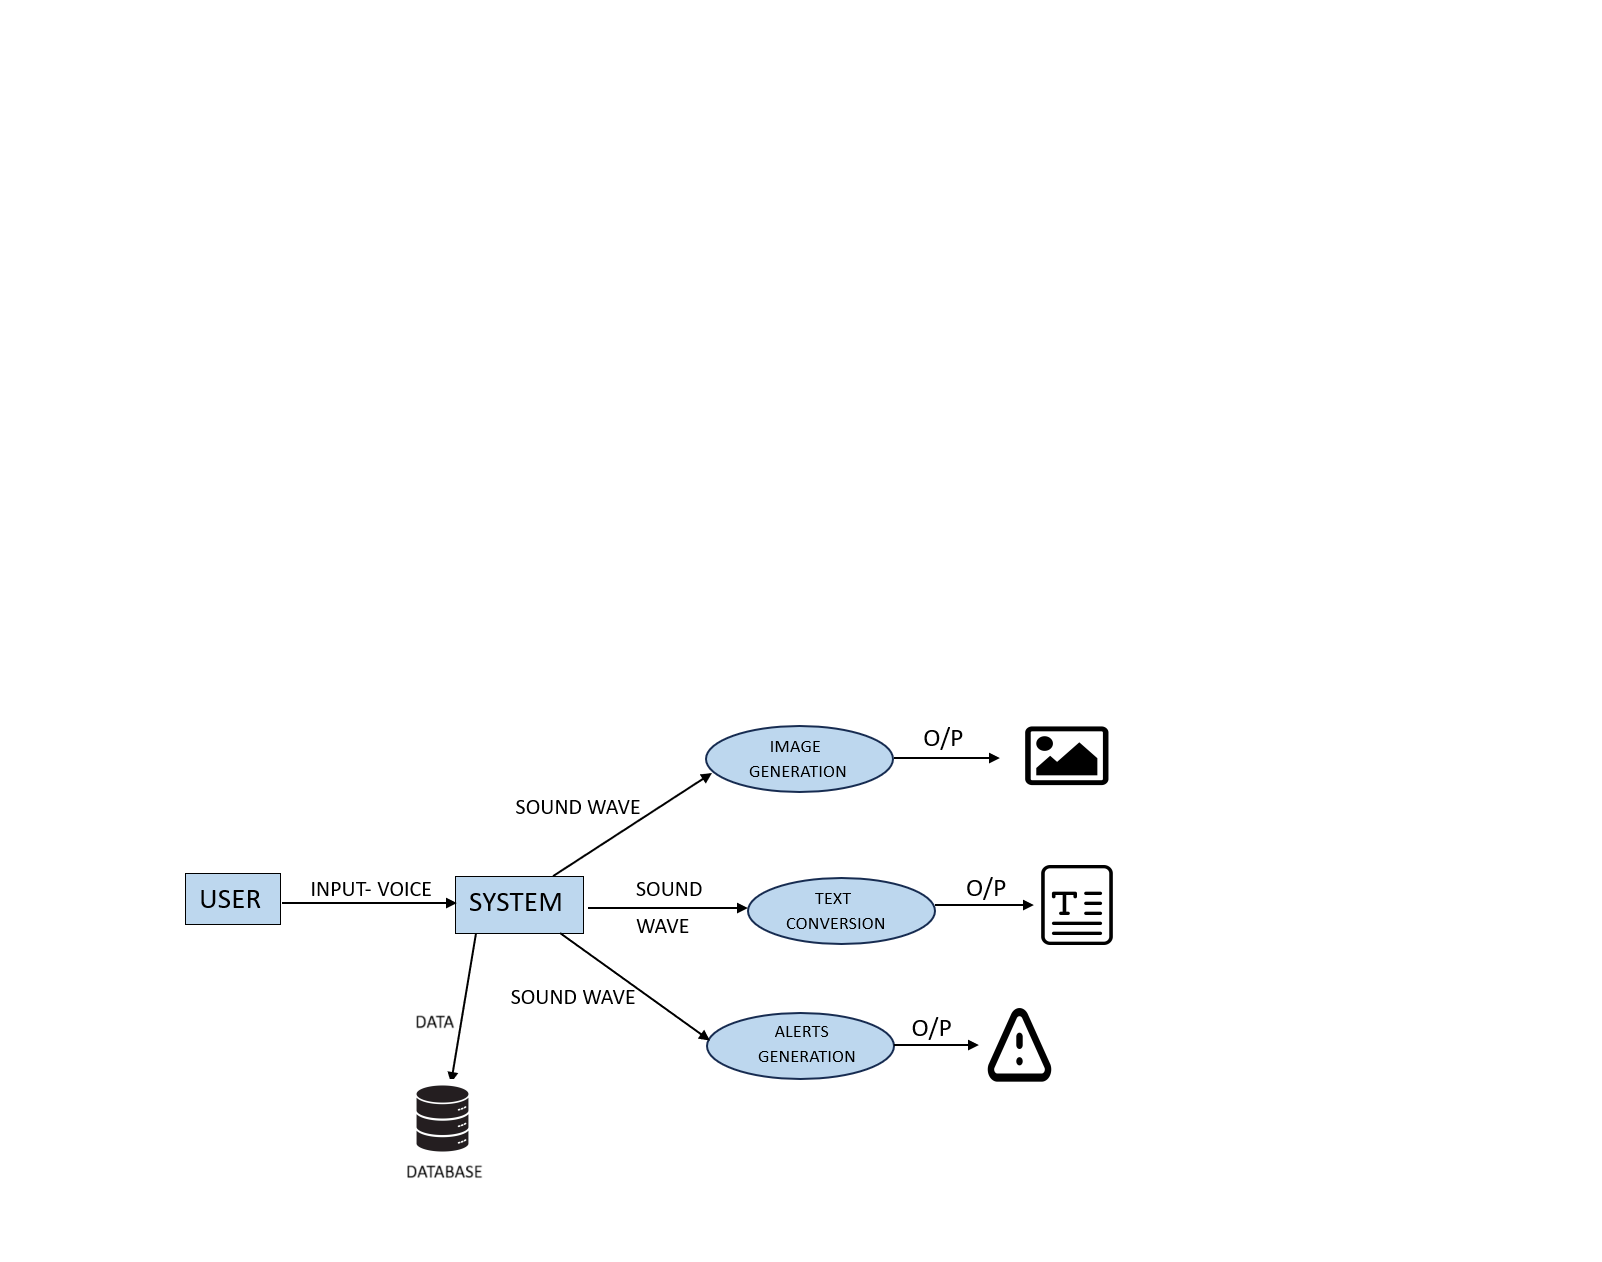 IMAGE
GENERATION
O/P
SOUND WAVE
USER
INPUT- VOICE
SYSTEM
SOUND
WAVE
TEXT
CONVERSION
O/P
T
SOUND WAVE
DATA
ALERTS
GENERATION
O/P
DATABASE